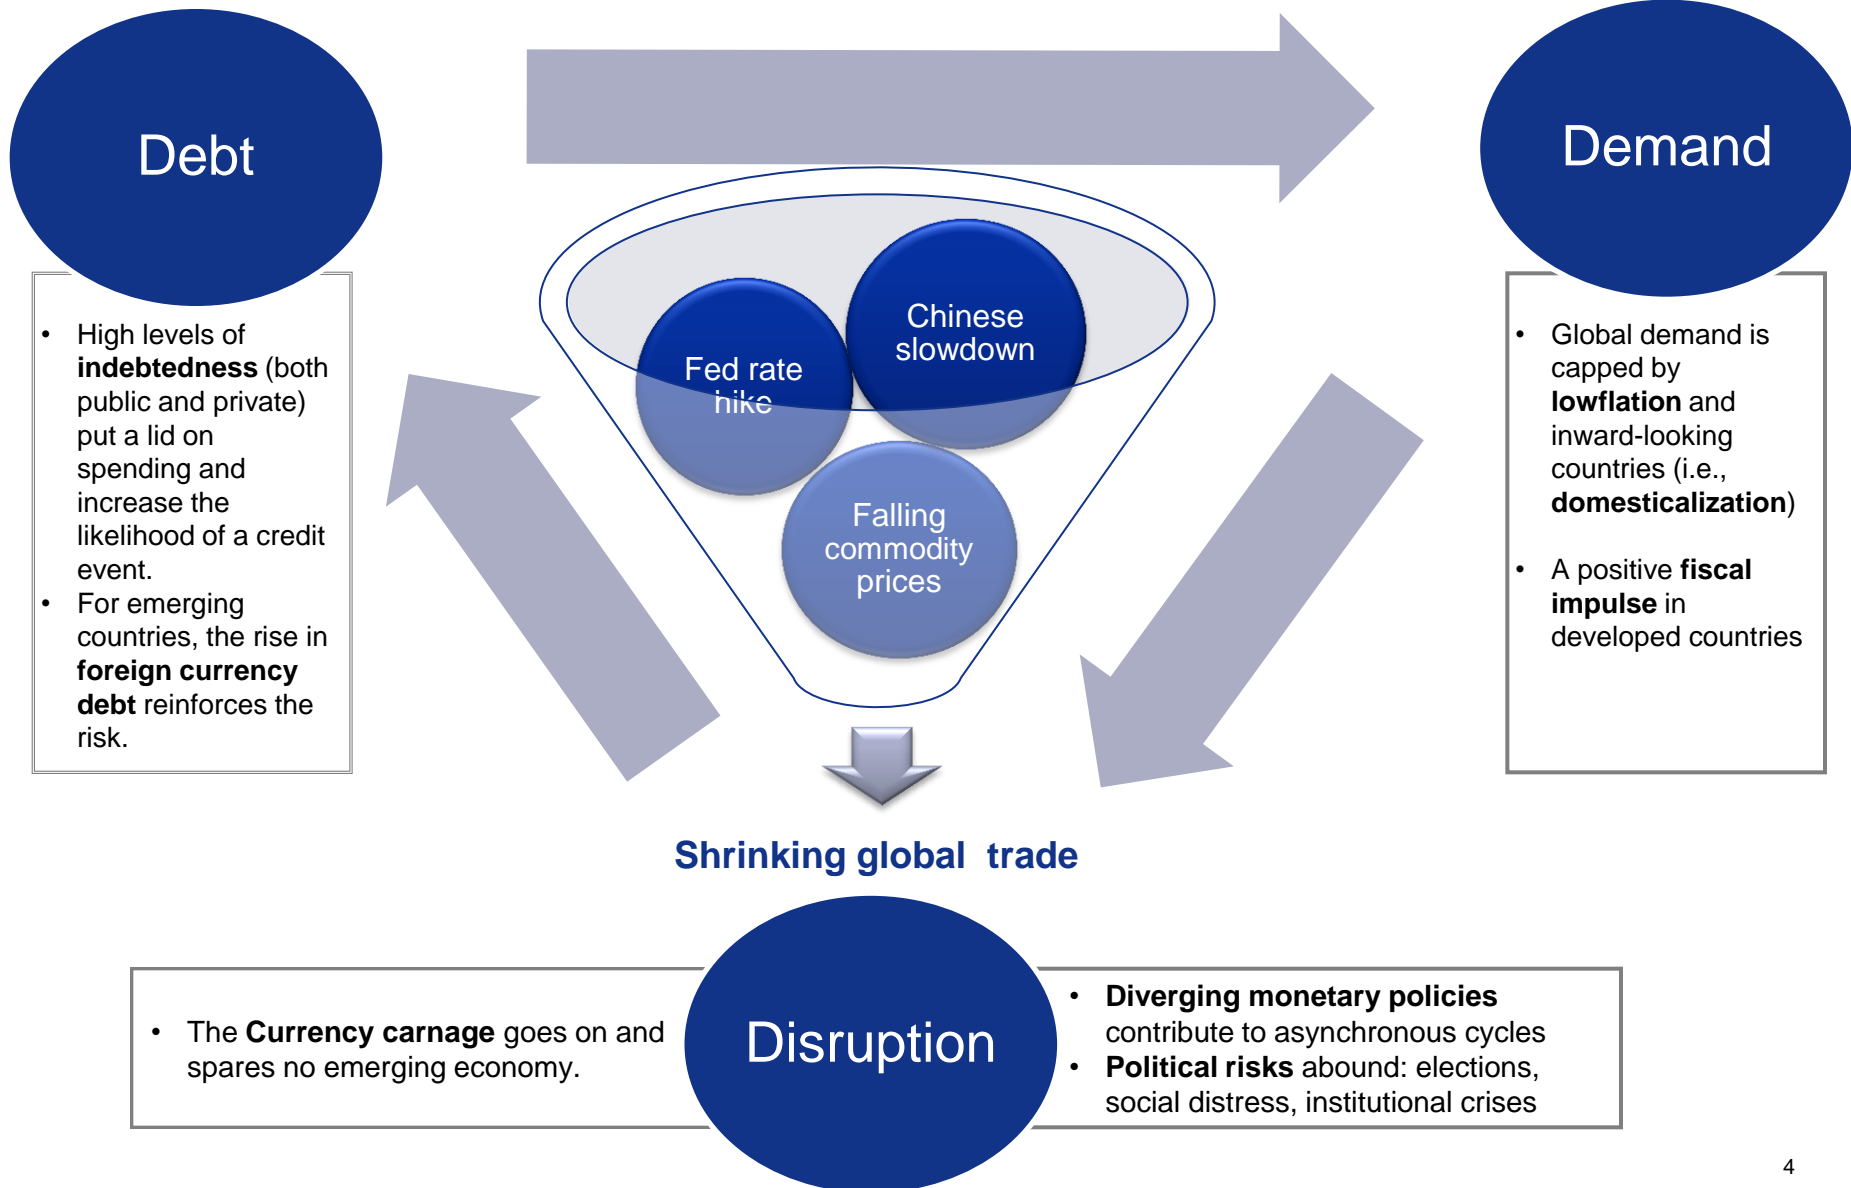 Debt
Demand
• High levels of
indebtedness (both
public and private)
put a lid on
spending and
increase the
likelihood of a credit
event.
• For emerging
countries, the rise in
foreign currency
debt reinforces the
risk.
Chinese
slowdown
Fed rate
hike
Falling
commodity
prices
• Global demand is
capped by
lowflation and
inward-looking
countries (i.e.,
domesticalization)
• A positive fiscal
impulse in
developed countries
Shrinking global  trade
• The Currency carnage goes on and
spares no emerging economy.
Disruption
• Diverging monetary policies
contribute to asynchronous cycles
• Political risks abound: elections,
social distress, institutional crises
4